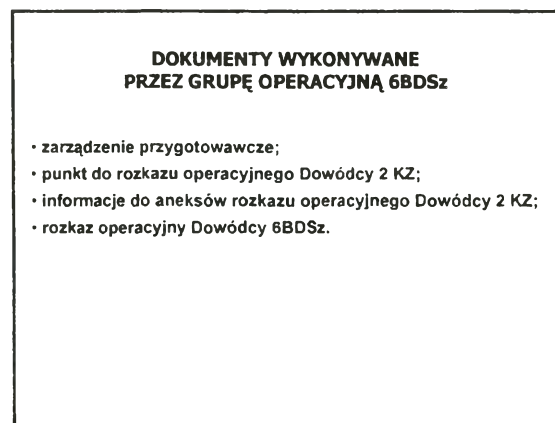 DOKUMENTY WYKONYWANE
PRZEZ GRUPĘ OPERACYJNĄ 6BDSz
• zarządzenie przygotowawcze;
• punkt do rozkazu operacyjnego Dowódcy 2 KZ;
• informacje do aneksów rozkazu operacyjnego Dowódcy 2 KZ;
• rozkaz operacyjny Dowódcy 6BDSz.